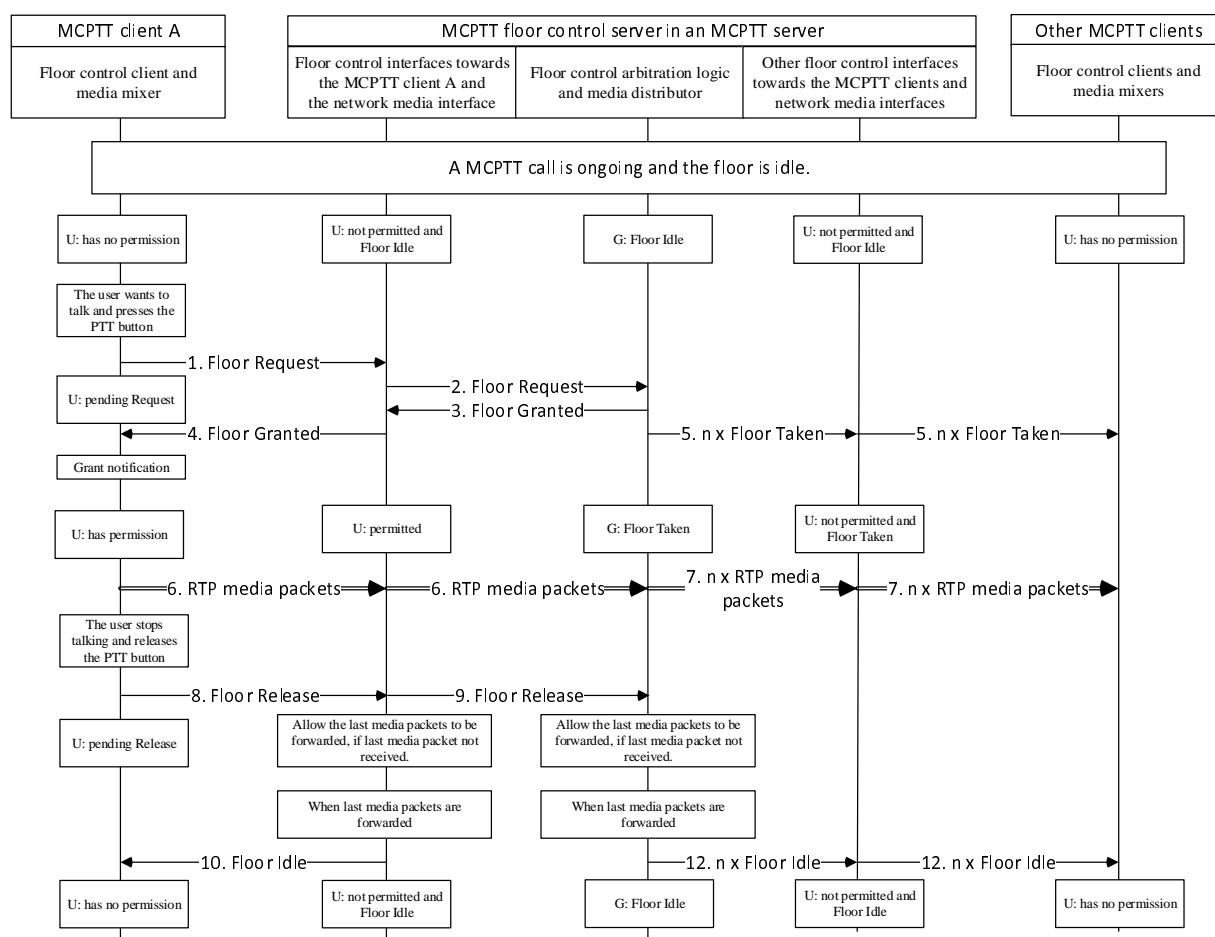 MCPTT client A
MCPTT floor control server in an MCPTT server
Other MCPTT clients
Floor control client and
media mixer
Floor control interfaces towards
the MCPTT client A and
the network media interface
Floor control arbitration logic
and media distributor
Other floor control interfaces
towards the MCPTT clients and
network media interfaces
Floor control clients and
media mixers
A MCPTT call is ongoing and the floor is idle.
U: has no permission
U: not permitted and
Floor Idle
G: Floor Idle
U: not permitted and
Floor Idle
U: has no permission
The user wants to
talk and presses the
PTT button
1. Floor Request
2. Floor Request
U: pending Request
3. Floor Granted
4. Floor Granted
5. n x Floor Taken
5. n x Floor Taken
Grant notification
U: has permission
U: permitted
G: Floor Taken
U: not permitted and
Floor Taken
6. RTP media packets
6. RTP media packets
7. n x RTP media
packets
7. n x RTP media packets
The user stops
talking and releases
the PTT button
8. Floor Release
9. Floor Release
U: pending Release
Allow the last media packets to be
forwarded, if last media packet not
received.
Allow the last media packets to be
forwarded, if last media packet not
received.
When last media packets are
forwarded
When last media packets are
forwarded
10. Floor Idle
12. n x Floor Idle
12. n x Floor Idle
U: has no permission
U: not permitted and
Floor Idle
G: Floor Idle
U: not permitted and
Floor Idle
U: has no permission